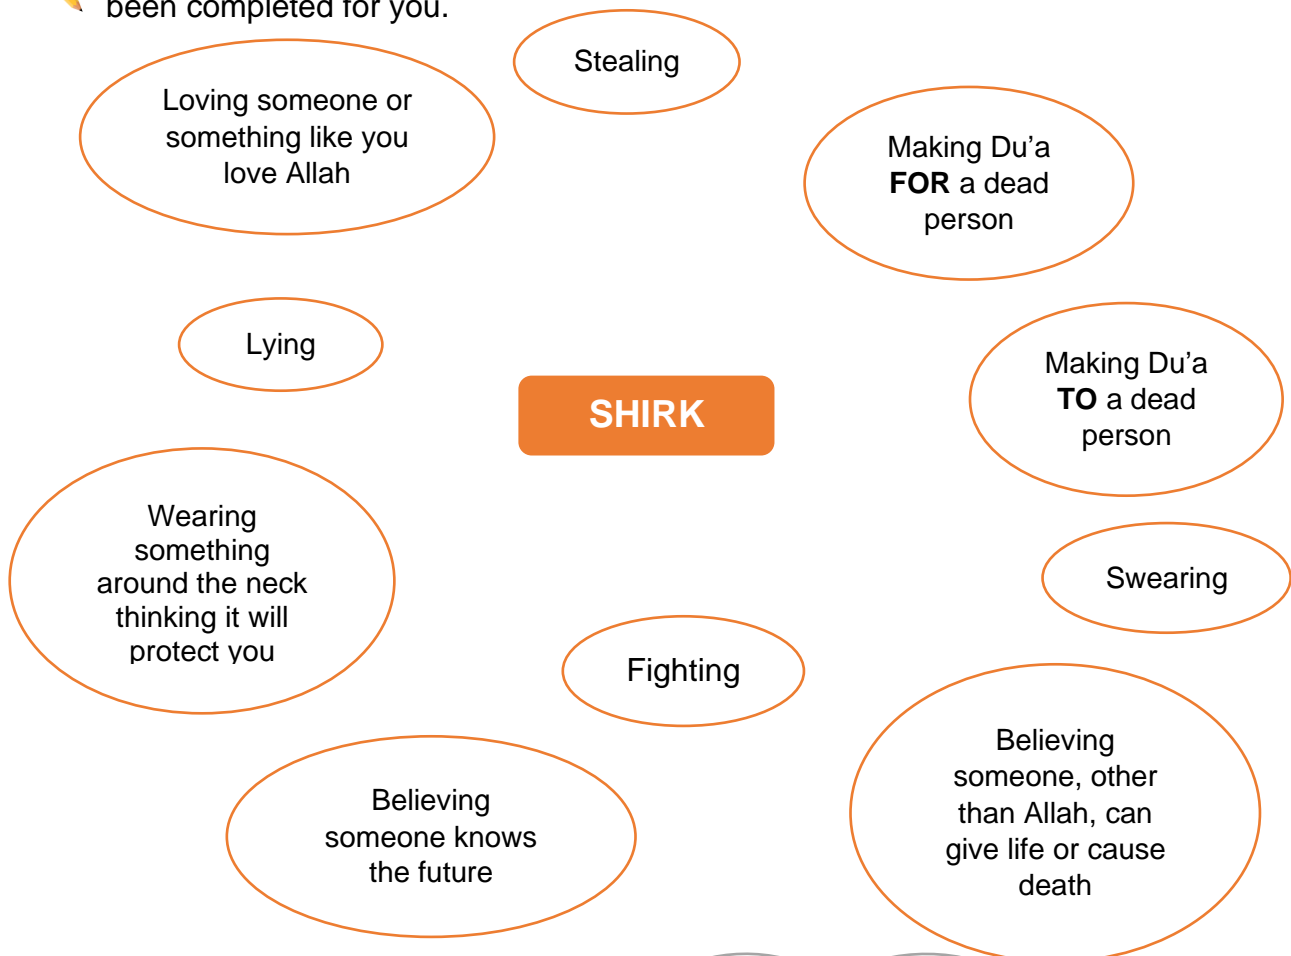 been completed for you.
Stealing
Loving someone or
something like you
love Allah
Making Du’a
FOR a dead
person
Lying
Making Du’a
TO a dead
person
SHIRK
Wearing
something
around the neck
thinking it will
protect you
Swearing
Fighting
Believing
someone, other
than Allah, can
give life or cause
death
Believing
someone knows
the future